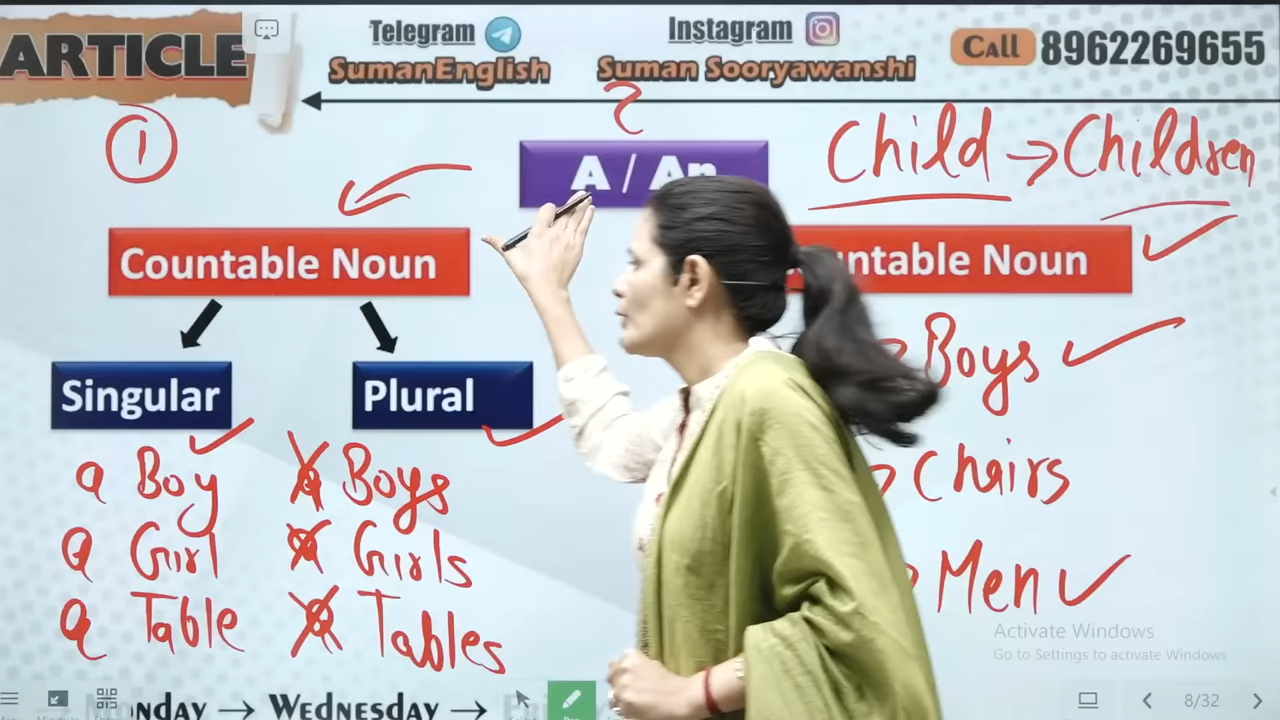 ARTICLE
Telegram
SumanEnglish
Instagram
Suman Sooryawanshi
CALL 8962269655
1
2
A / An
Child → Children
Countable Noun
ntable Noun
Singular
Plural
a Boy
Boys
a Girl
Girls
a Table
Tables
Boys
Chairs
Men
Activate Windows
Go to Settings to activate Windows
NDAY → WEDNESDAY →
8/32